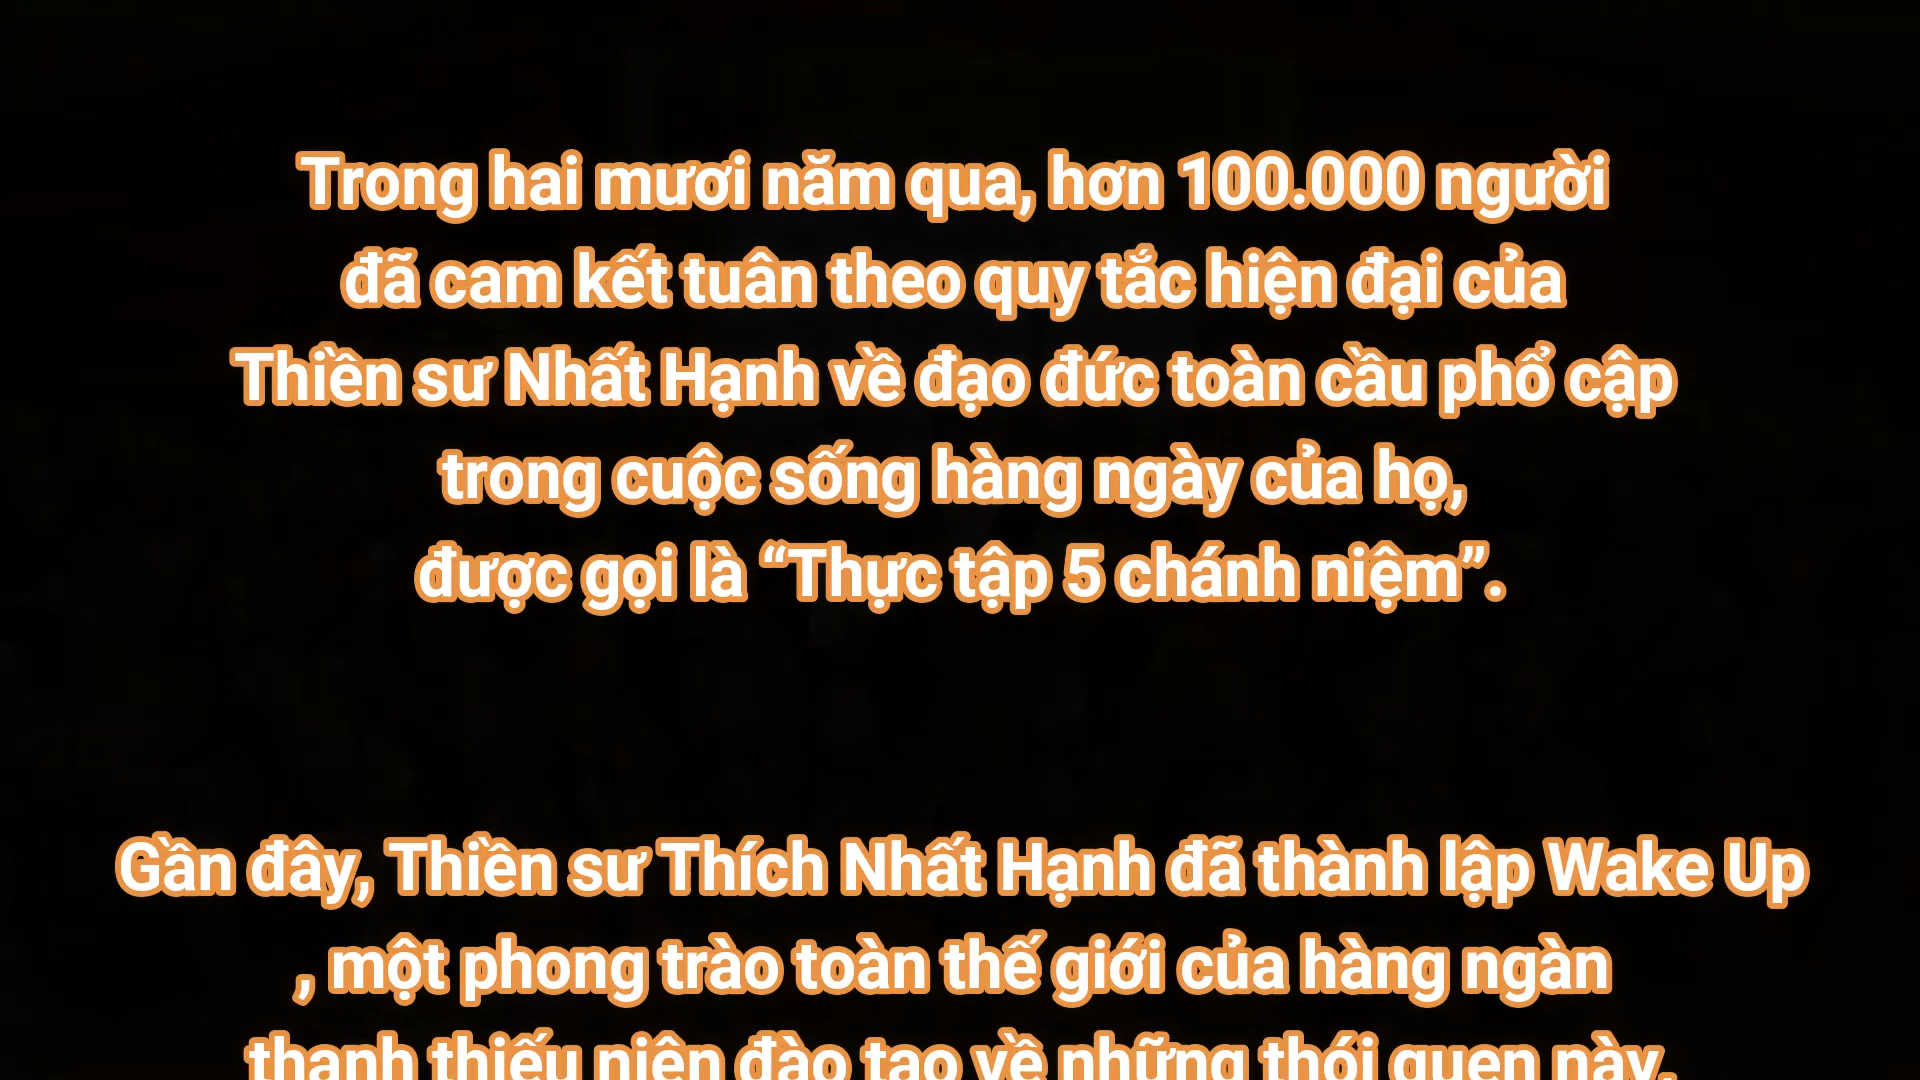 Trong hai mươi năm qua, hơn 100.000 người
đã cam kết tuân theo quy tắc hiện đại của
Thiền sư Nhất Hạnh về đạo đức toàn cầu phổ cập
trong cuộc sống hàng ngày của họ,
được gọi là “Thực tập 5 chánh niệm”.
Gần đây, Thiền sư Thích Nhất Hạnh đã thành lập Wake Up
, một phong trào toàn thế giới của hàng ngàn
thanh thiếu niên đào tạo về những thói quen này.